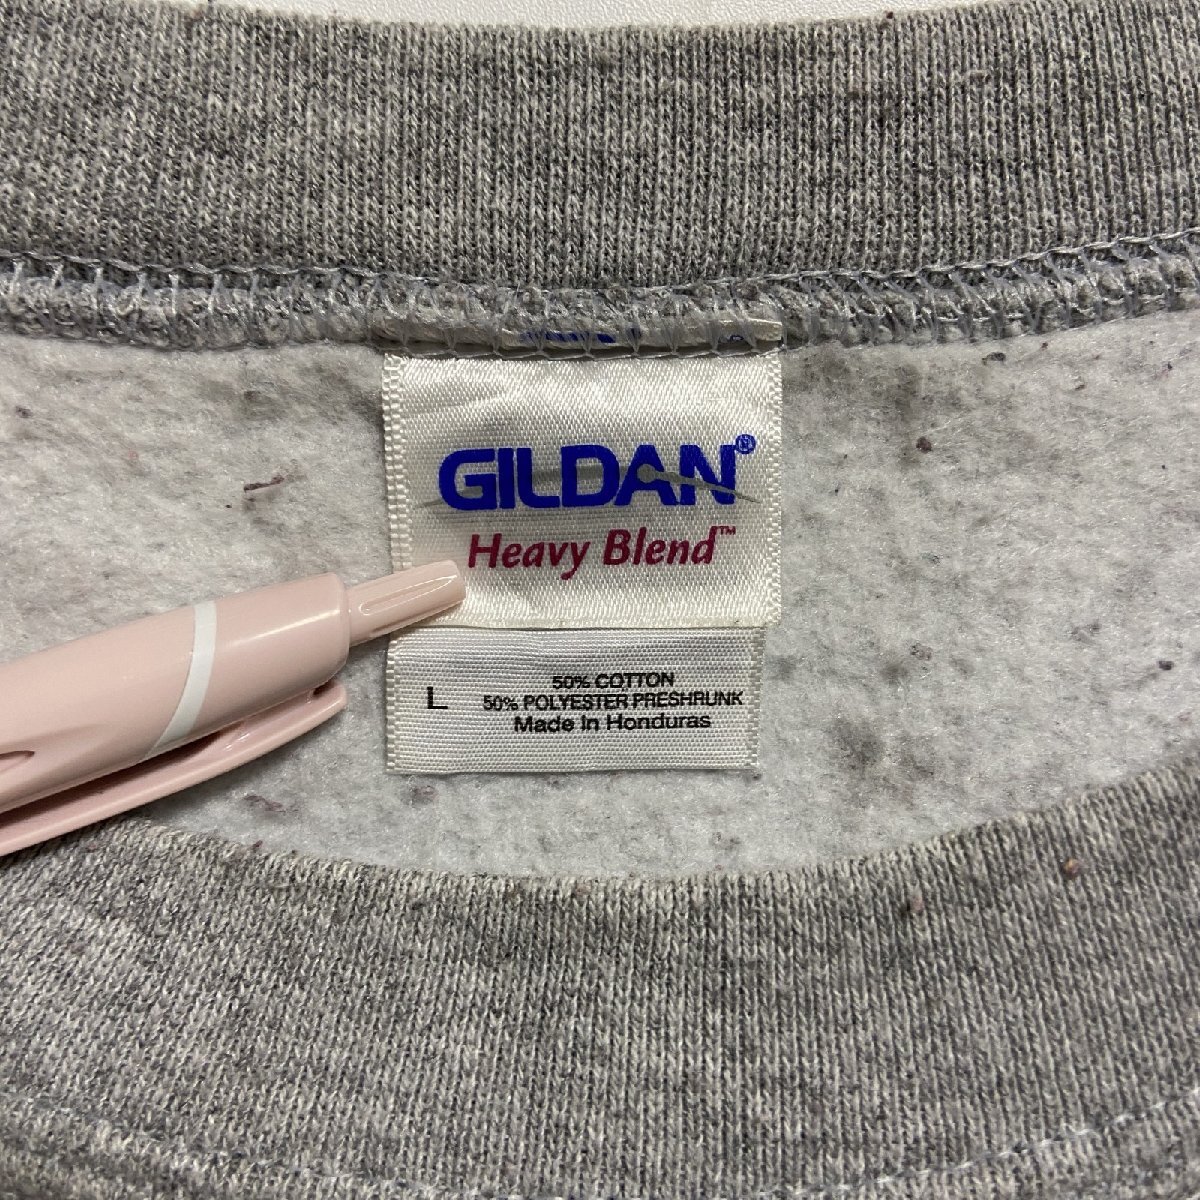 GILDAN®
Heavy Blend™
L
50% COTTON
50% POLYESTER PRESHRUNK
Made In Honduras